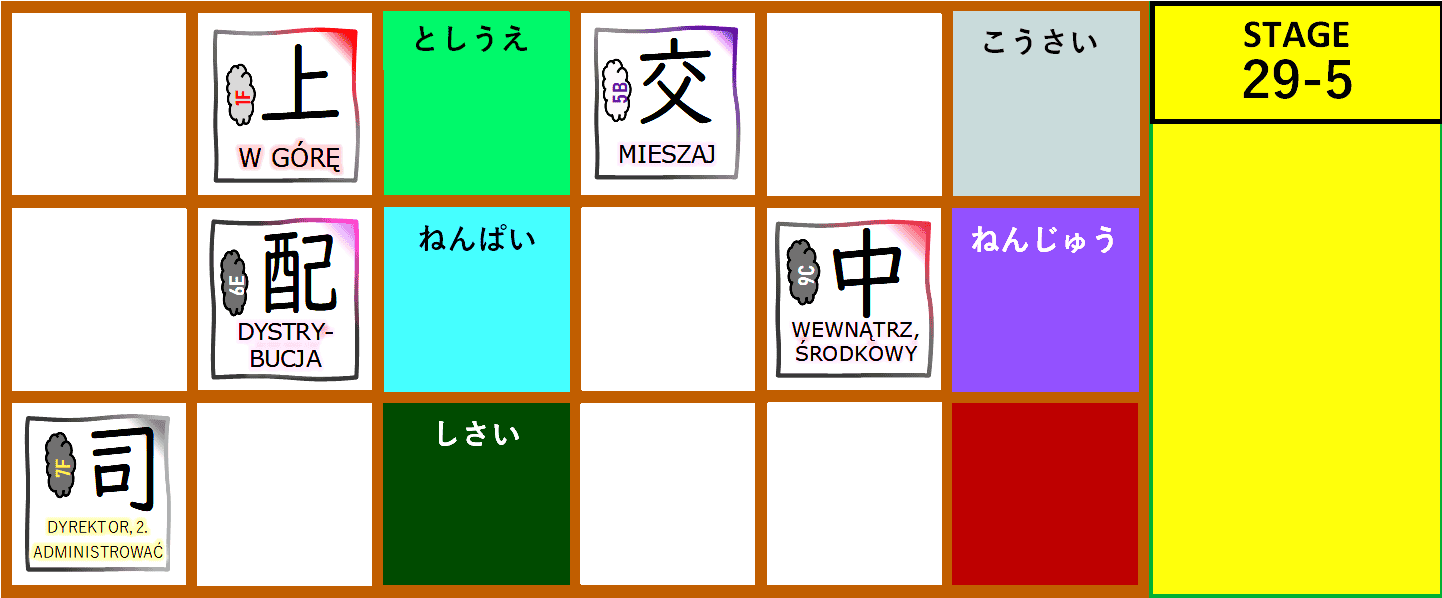 1F
上
W GÓRĘ
としうえ
5B
交
MIESZAJ
こうさい
STAGE
29-5
6E
配
DYSTRY-
BUCJA
ねんぱい
9C
中
WEWNĄTRZ,
ŚRODKOWY
ねんじゅう
7F
司
DYREKTOR, 2.
ADMINISTROWAĆ
しさい